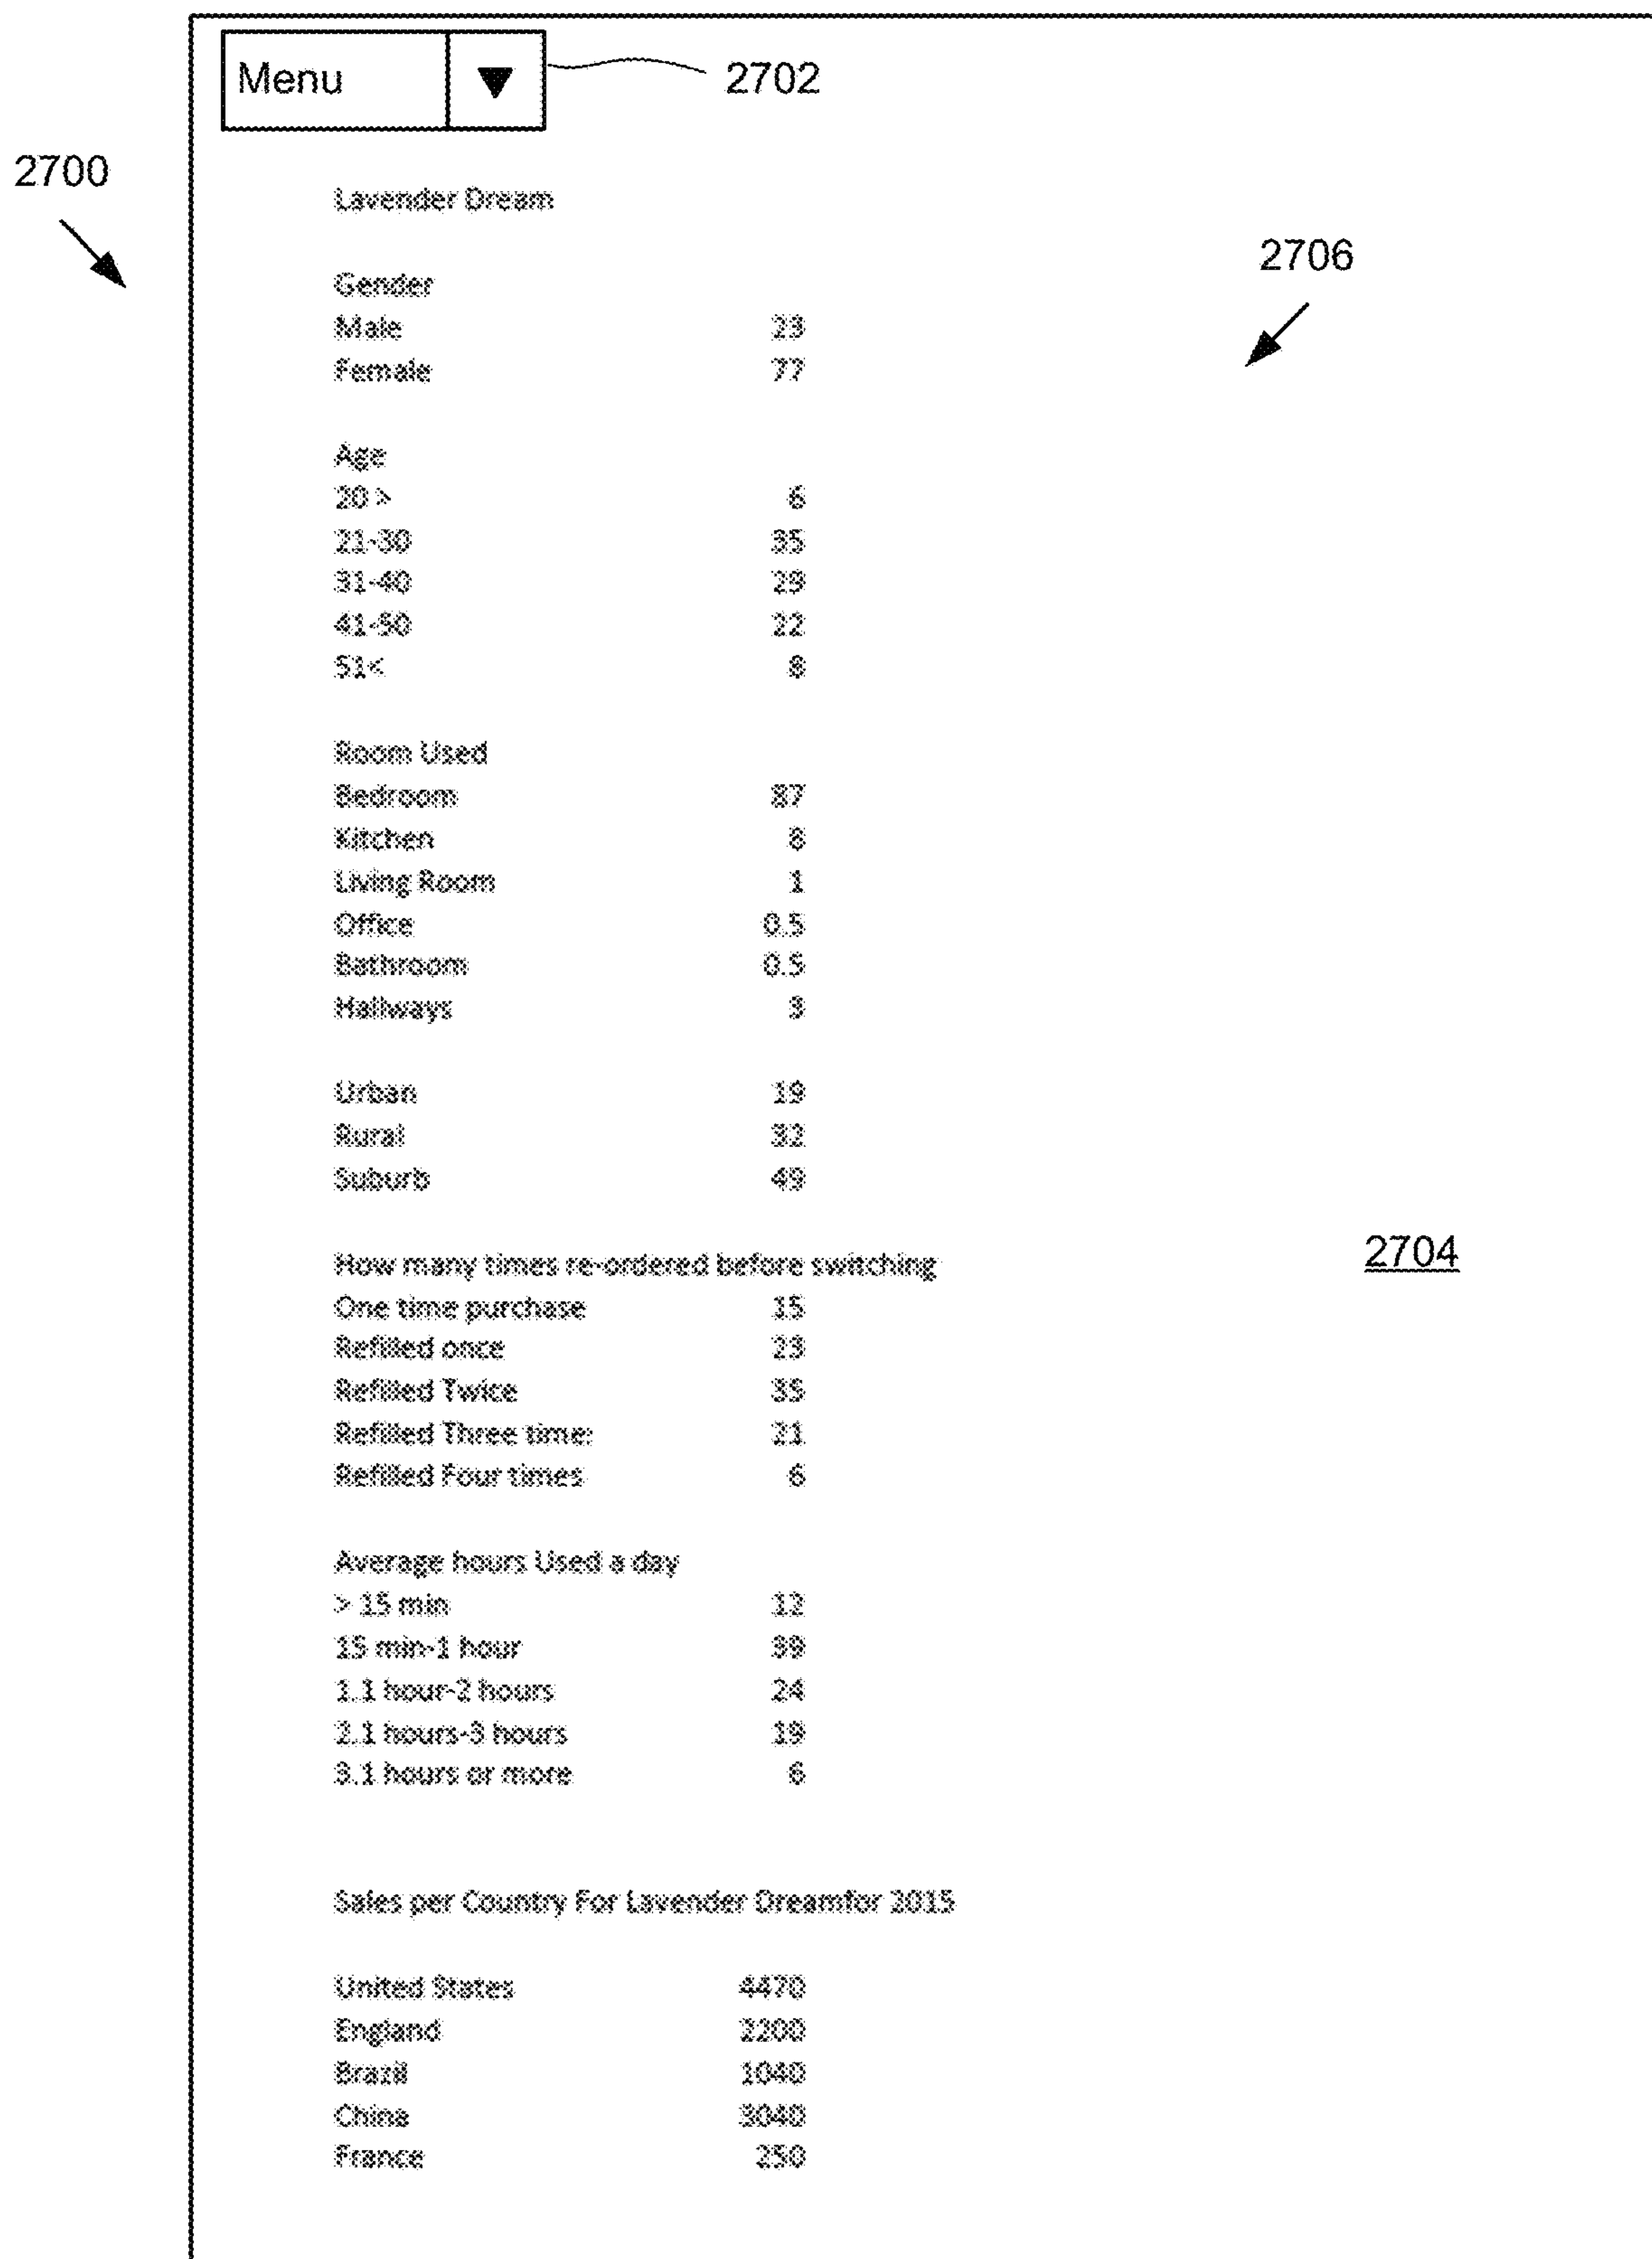 Menu ▼ 2702
2700
Lavender Dream
2706
Gender
Male 23
Female 77
Age
20 > 6
21-30 35
31-40 29
41-50 22
51< 8
Room Used
Bedroom 87
Kitchen 8
Living Room 1
Office 0.5
Bathroom 0.5
Hallways 3
Urban 19
Rural 32
Suburb 49
2704
How many times re-ordered before switching
One time purchase 15
Refilled once 23
Refilled Twice 35
Refilled Three time: 21
Refilled Four times 6
Average hours Used a day
> 15 min 12
15 min-1 hour 39
1.1 hour-2 hours 24
2.1 hours-3 hours 19
3.1 hours or more 6
Sales per Country For Lavender Dreamfor 2015
United States 4470
England 2200
Brazil 1040
China 3040
France 250